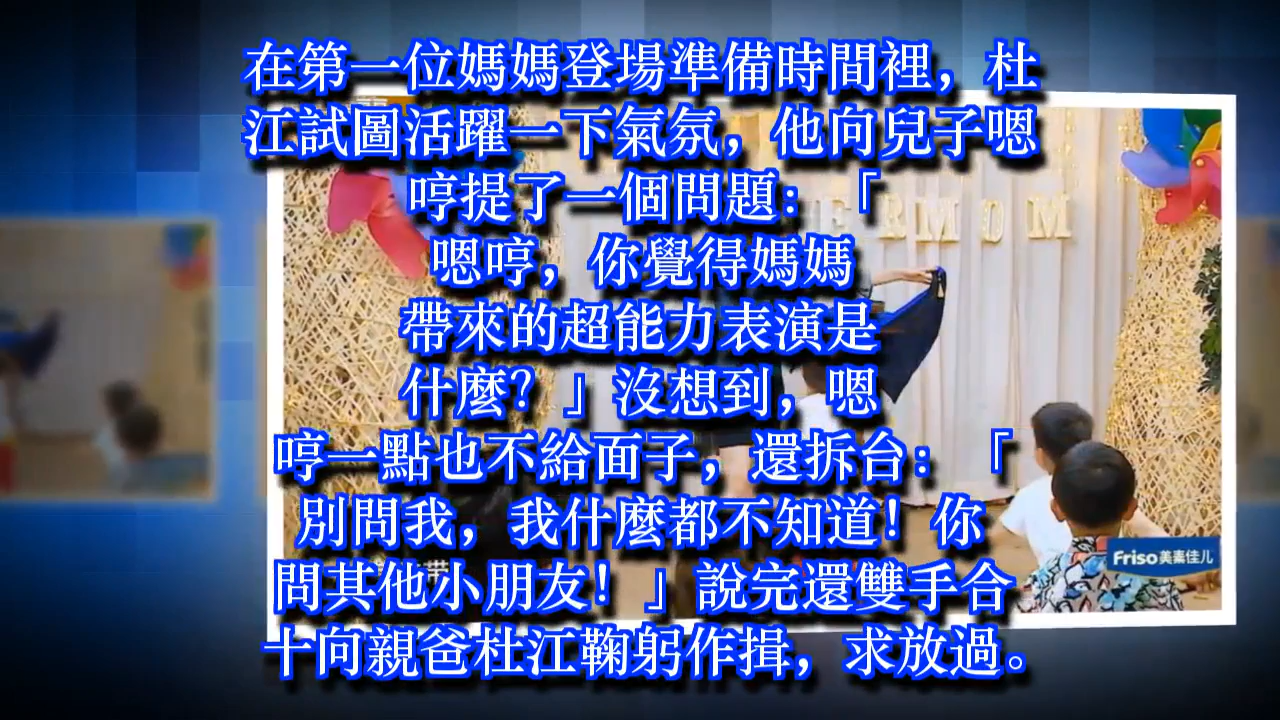 在第一位媽媽登場準備時間裡，杜
江試圖活躍一下氣氛，他向兒子嗯
哼提了一個問題：「
ERMOM
嗯哼，你覺得媽媽
帶來的超能力表演是
什麼？」沒想到，嗯
哼一點也不給面子，還拆台：「
別問我，我什麼都不知道！你
Friso美素佳儿
問其他小朋友！」說完還雙手合
十向親爸杜江鞠躬作揖，求放過。